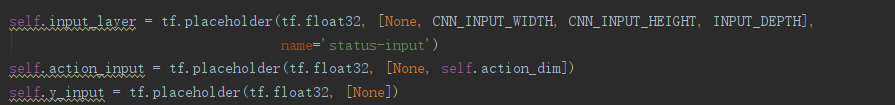 self.input_layer = tf.placeholder(tf.float32, [None, CNN_INPUT_WIDTH, CNN_INPUT_HEIGHT, INPUT_DEPTH],
name='status-input')
self.action_input = tf.placeholder(tf.float32, [None, self.action_dim])
self.y_input = tf.placeholder(tf.float32, [None])